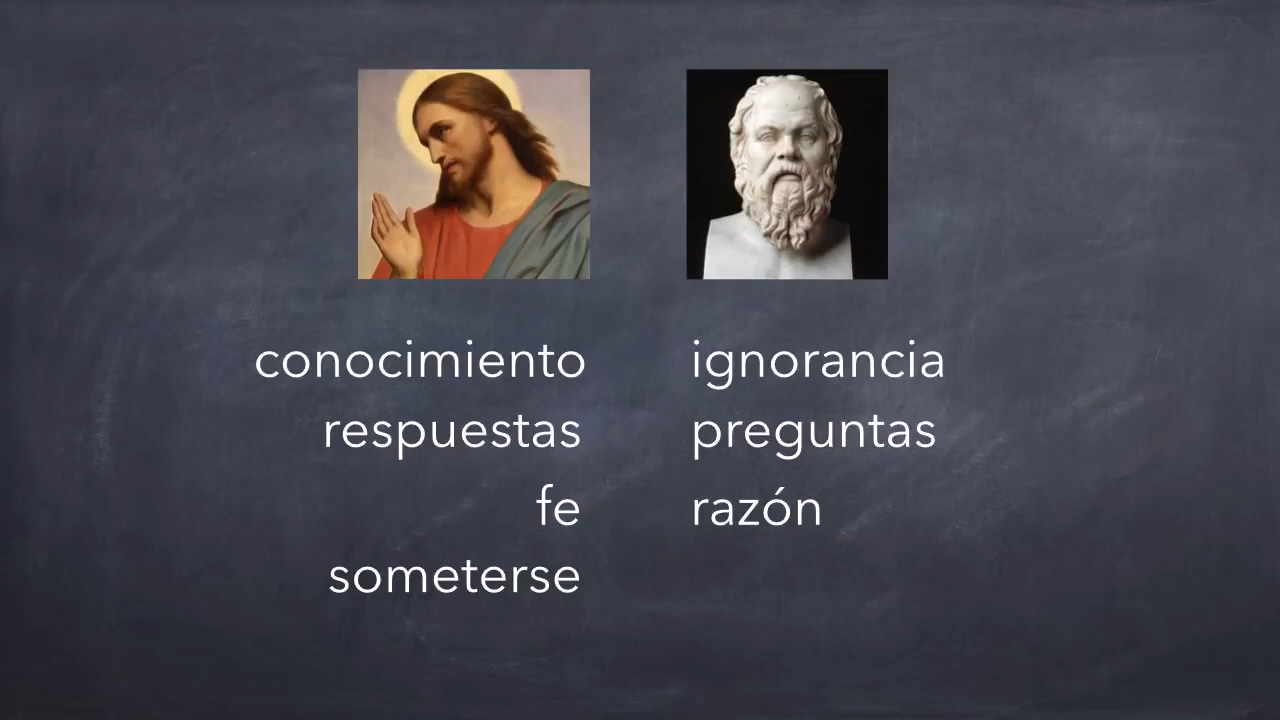 conocimiento
ignorancia
respuestas
preguntas
fe
razón
someterse